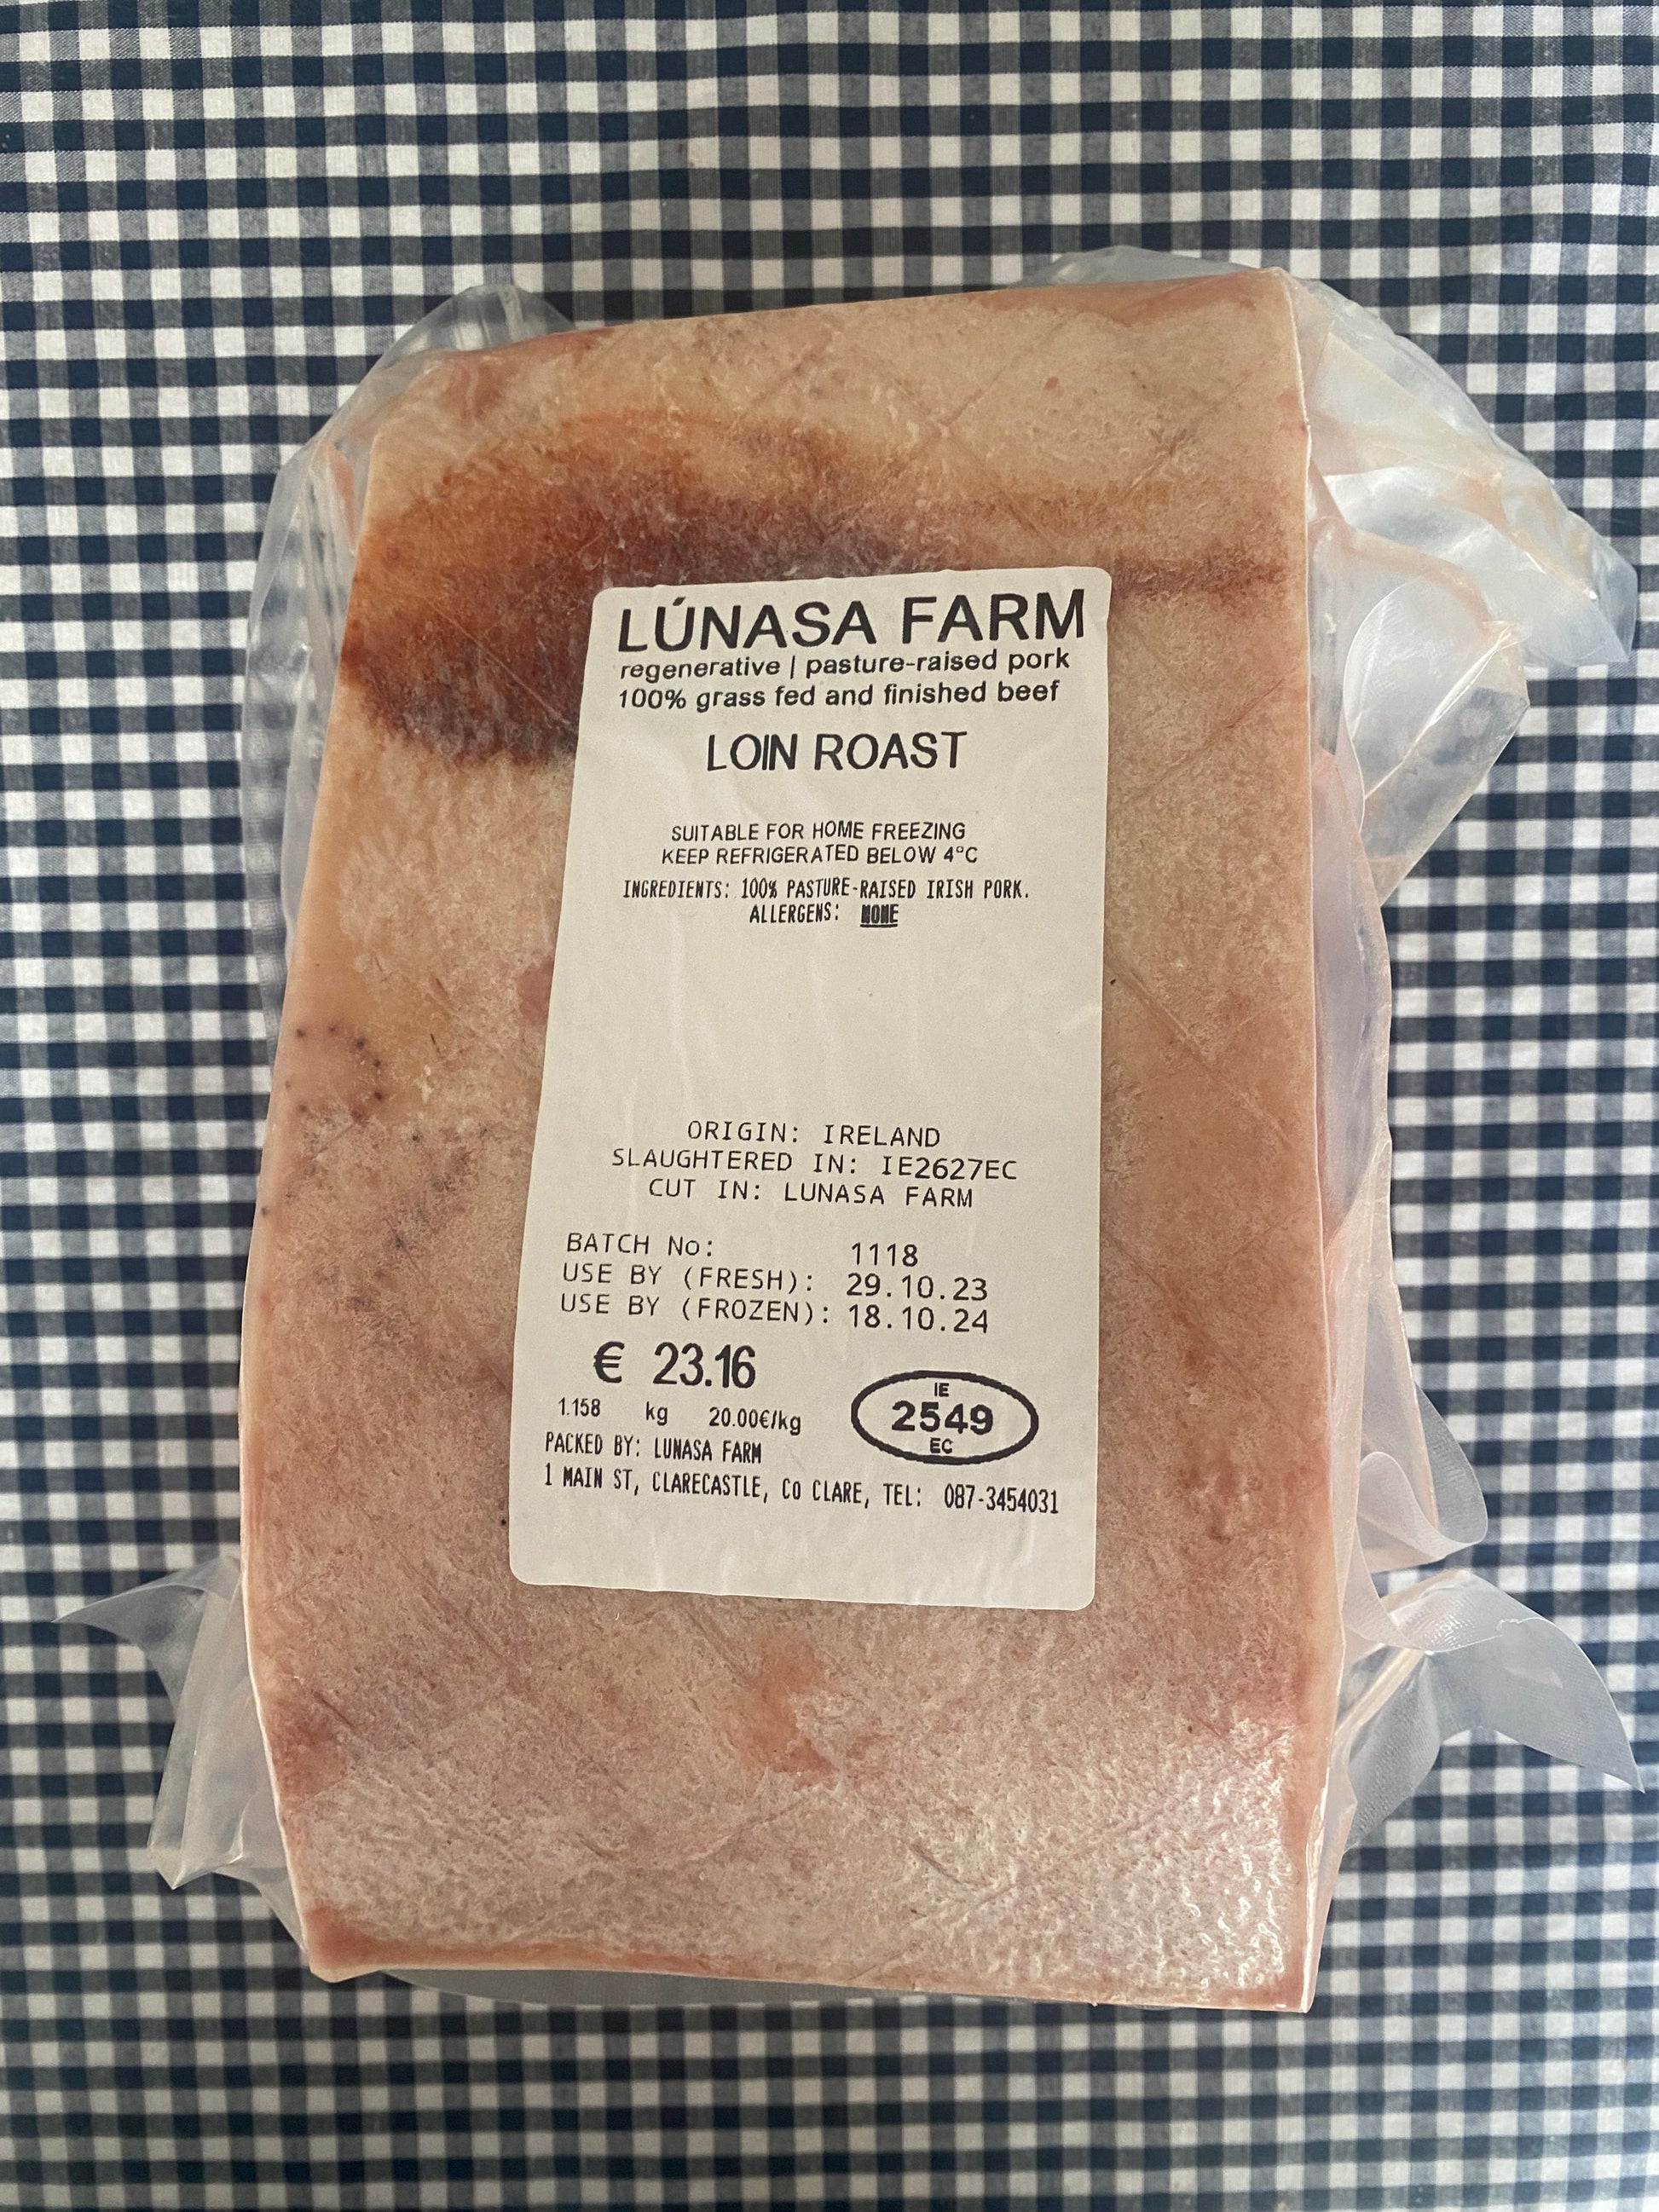 LÚNASA FARM
regenerative | pasture-raised pork
100% grass fed and finished beef
LOIN ROAST
SUITABLE FOR HOME FREEZING
KEEP REFRIGERATED BELOW 4°C
INGREDIENTS: 100% PASTURE-RAISED IRISH PORK.
ALLERGENS: NONE
ORIGIN: IRELAND
SLAUGHTERED IN: IE2627EC
CUT IN: LUNASA FARM
BATCH No: 1118
USE BY (FRESH): 29.10.23
USE BY (FROZEN): 18.10.24
€ 23.16
1.158 kg 20.00€/kg
IE
2549
EC
PACKED BY: LUNASA FARM
1 MAIN ST, CLARECASTLE, Co CLARE, TEL: 087-3454031